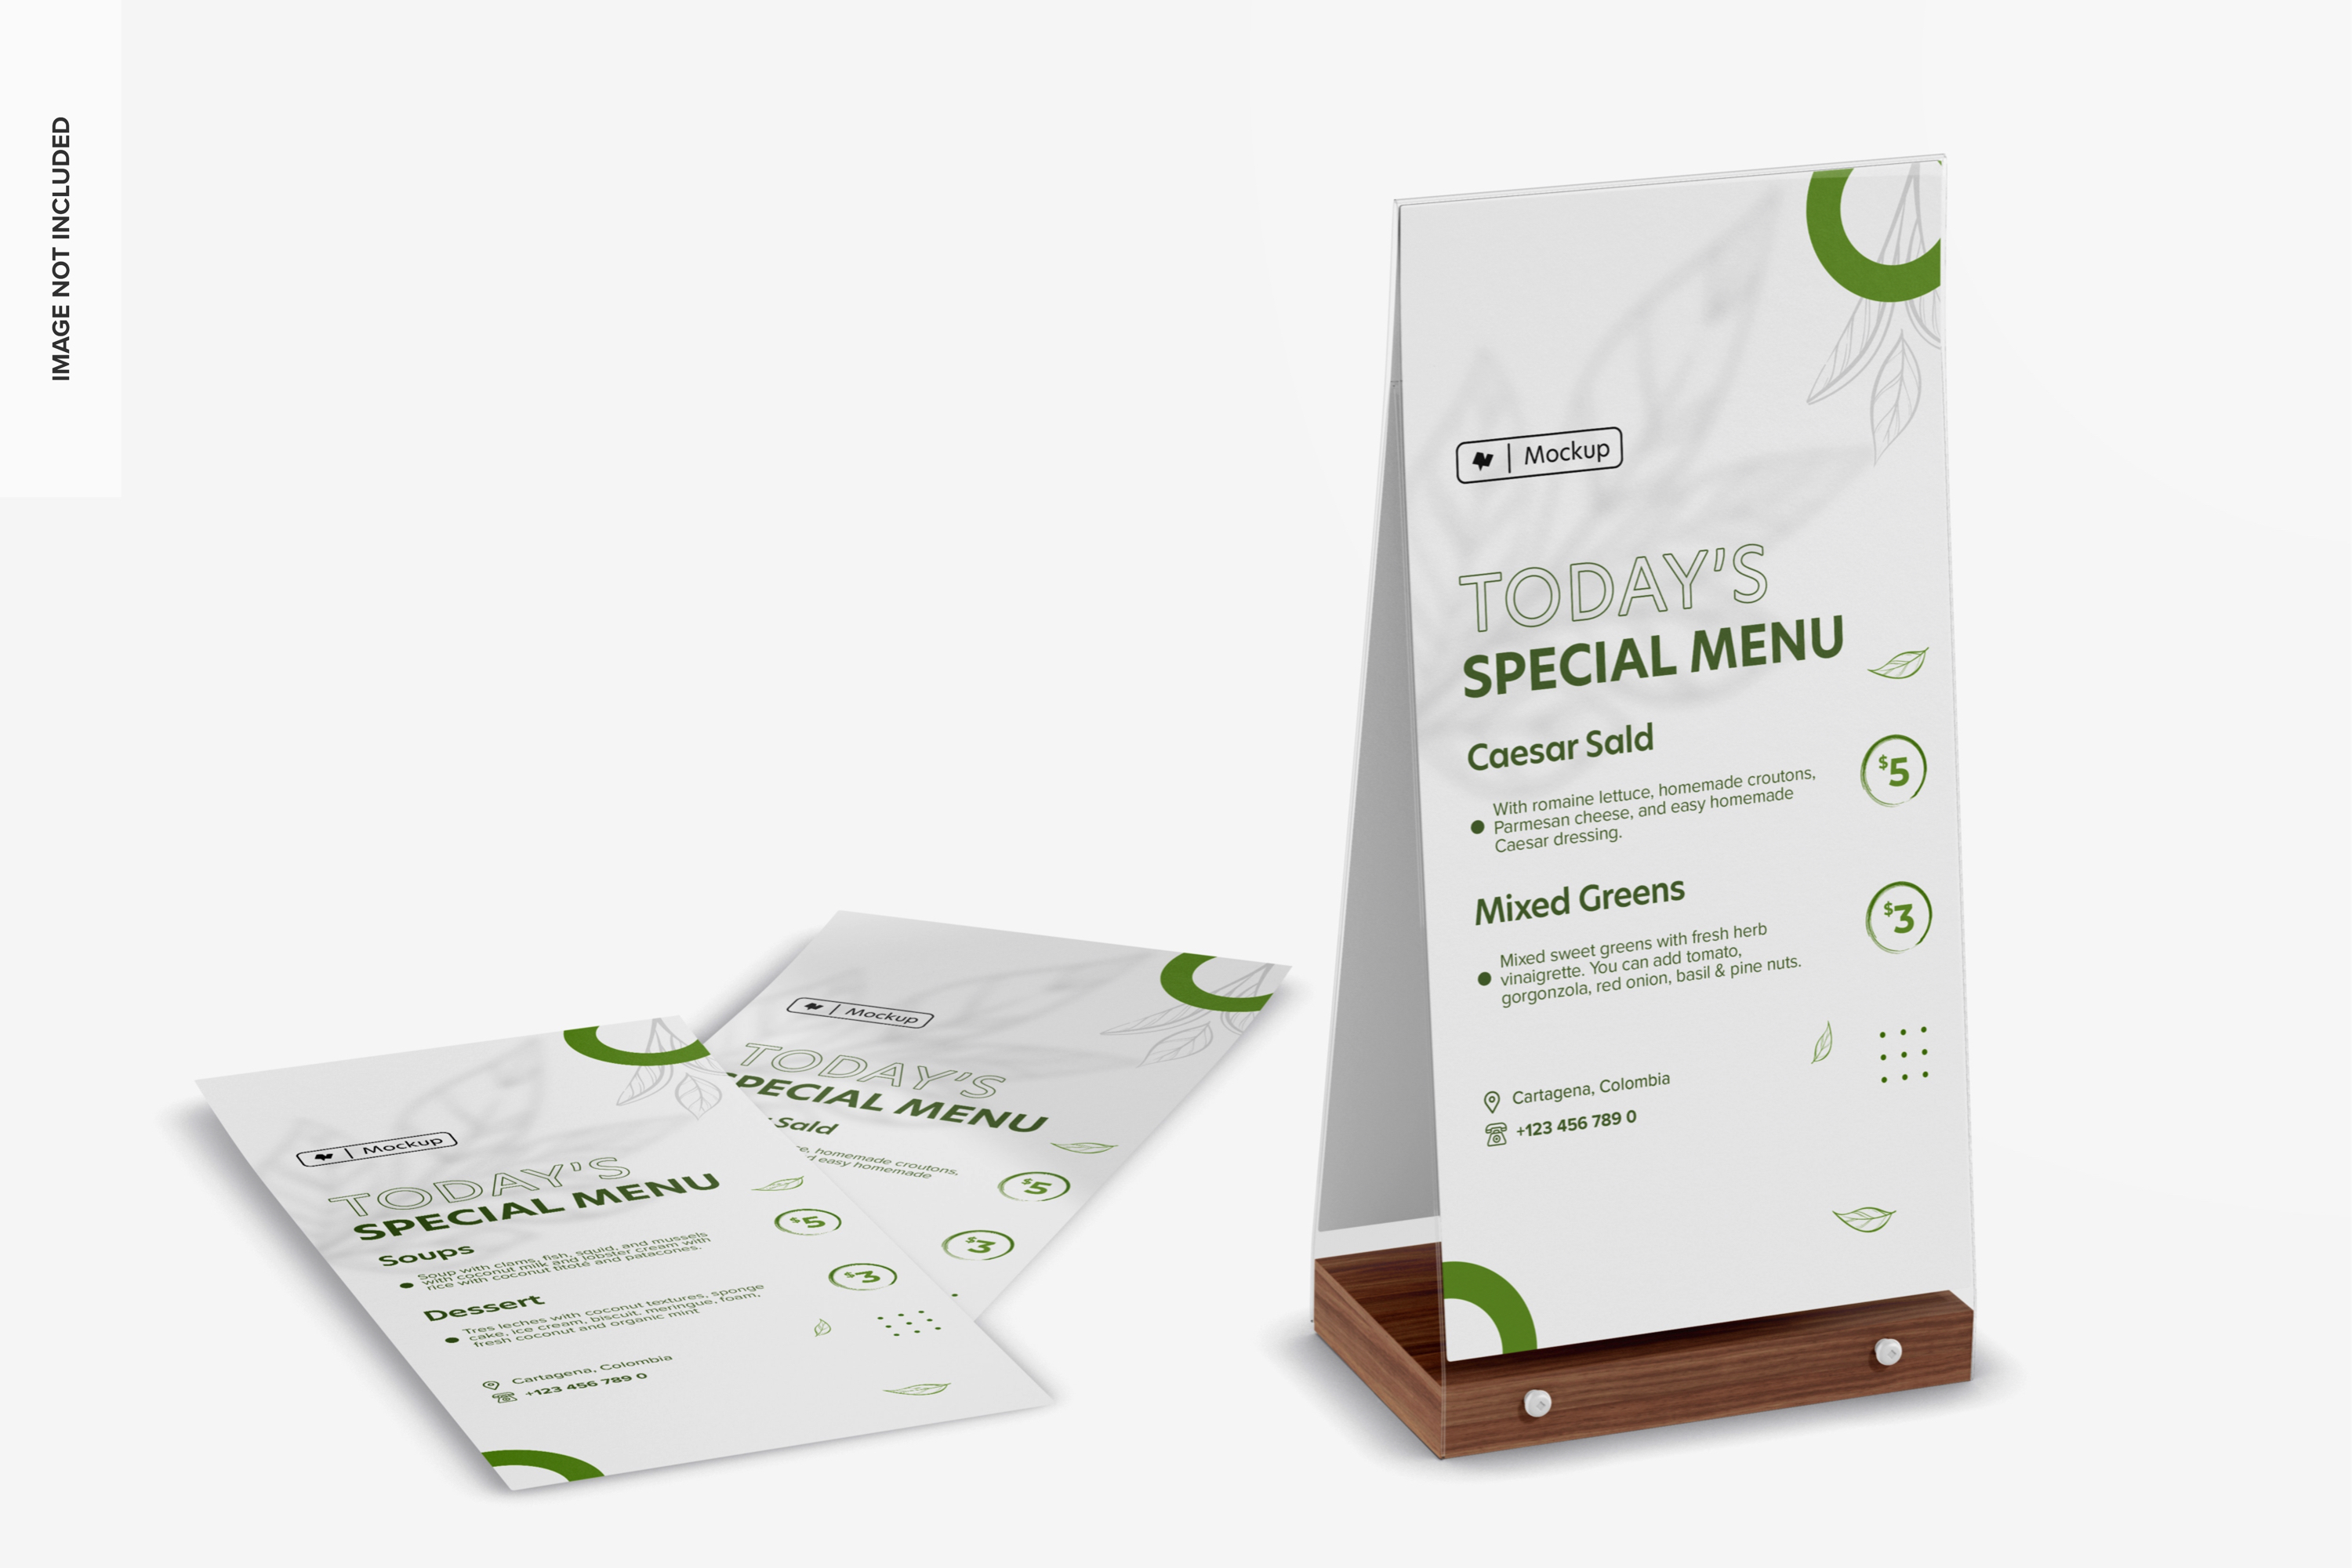 IMAGE NOT INCLUDED
Mockup
TODAY'S
SPECIAL MENU
Caesar Sald
$5
With romaine lettuce, homemade croutons,
Parmesan cheese, and easy homemade
Caesar dressing.
Mixed Greens
$3
Mixed sweet greens with fresh herb
vinaigrette. You can add tomato,
gorgonzola, red onion, basil & pine nuts.
Cartagena, Colombia
+123 456 789 0
Mockup
TODAY'S
SPECIAL MENU
Sald
homemade croutons,
easy homemade
$5
$3
Mockup
TODAY'S
SPECIAL MENU
Soups
$5
Soup with clams, fish, squid, and mussels
with coconut milk and lobster cream with
rice with coconut titoté and patacones.
Dessert
$3
Tres leches with coconut textures, sponge
cake, ice cream, biscuit, meringue, foam,
fresh coconut and organic mint
Cartagena, Colombia
+123 456 789 0